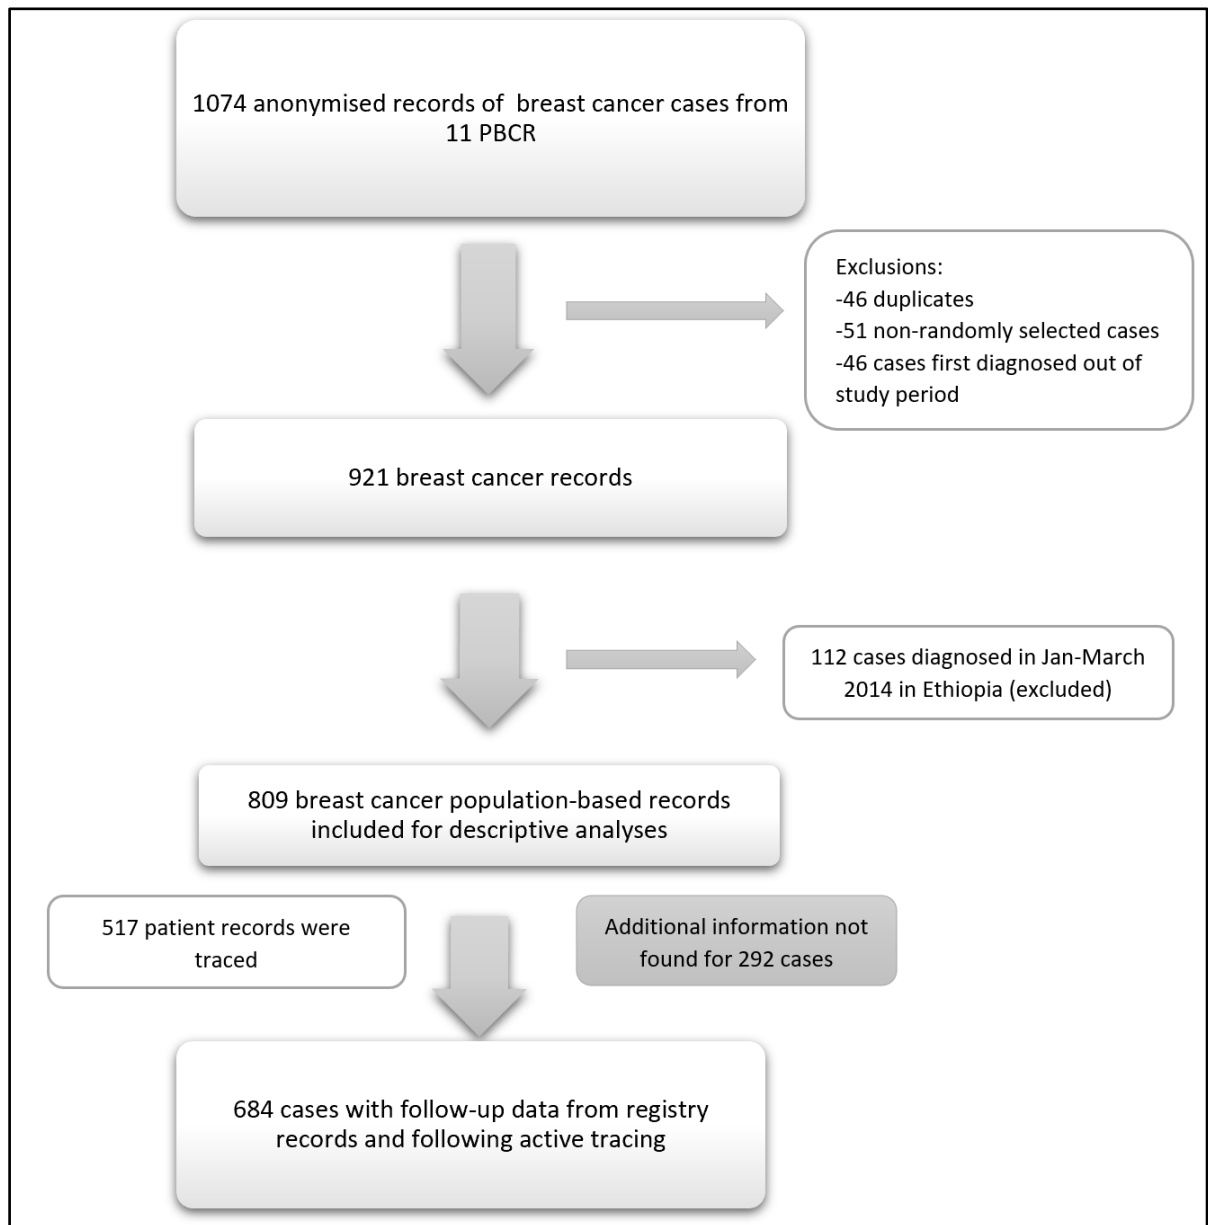 1074 anonymised records of  breast cancer cases from
11 PBCR
Exclusions:
-46 duplicates
-51 non-randomly selected cases
-46 cases first diagnosed out of
study period
921 breast cancer records
112 cases diagnosed in Jan-March
2014 in Ethiopia (excluded)
809 breast cancer population-based records
included for descriptive analyses
517 patient records were
traced
Additional information not
found for 292 cases
684 cases with follow-up data from registry
records and following active tracing